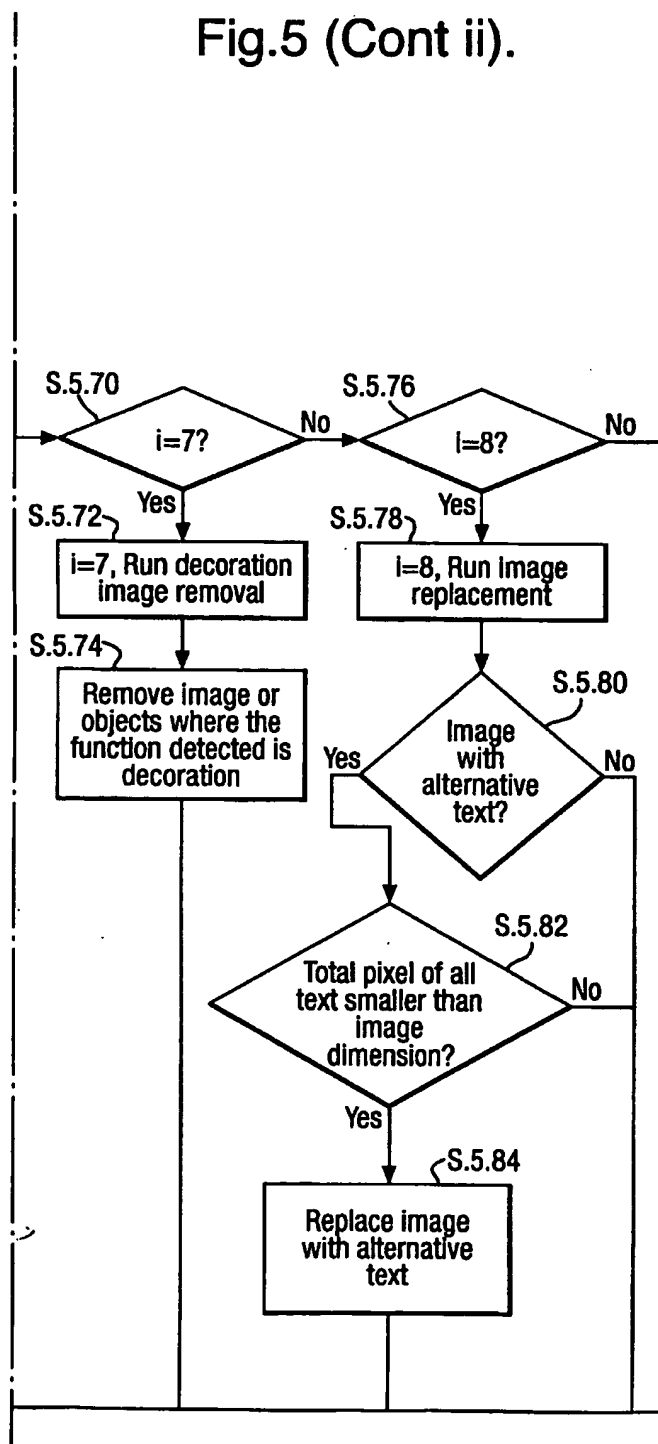 Fig.5 (Cont ii).
S.5.70
i=7?
No
Yes
S.5.72
i=7, Run decoration
image removal
S.5.74
Remove image or
objects where the
function detected is
decoration
S.5.76
i=8?
No
Yes
S.5.78
i=8, Run image
replacement
S.5.80
Image
with
alternative
text?
Yes
No
S.5.82
Total pixel of all
text smaller than
image
dimension?
No
Yes
S.5.84
Replace image
with alternative
text